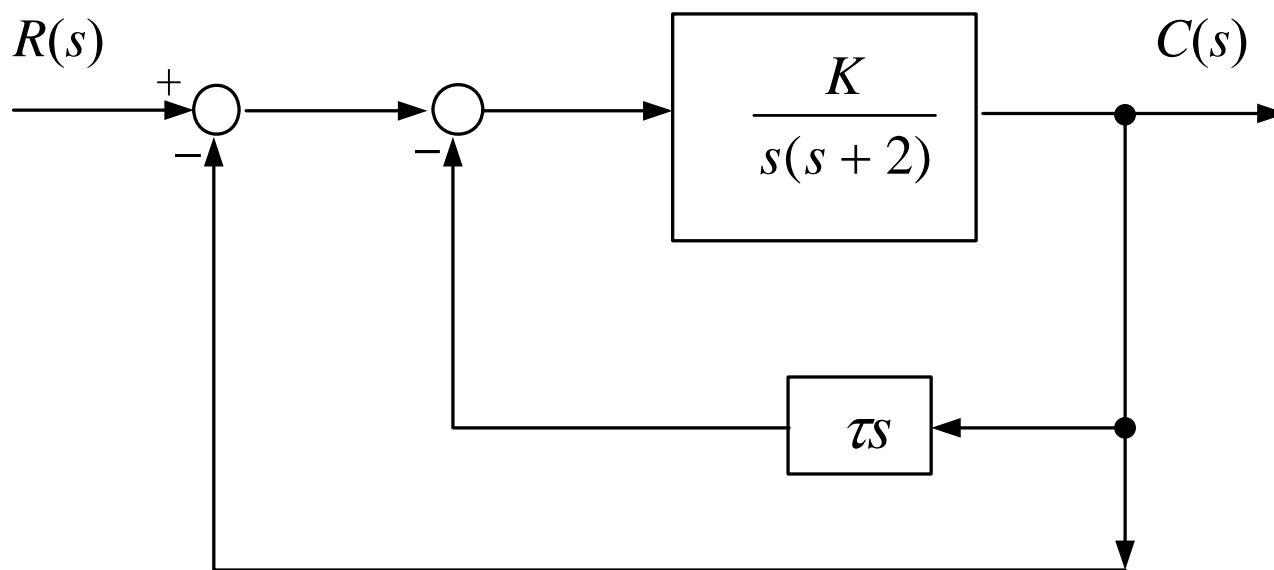 R(s)
C(s)
+
K
s(s + 2)
−
−
τs